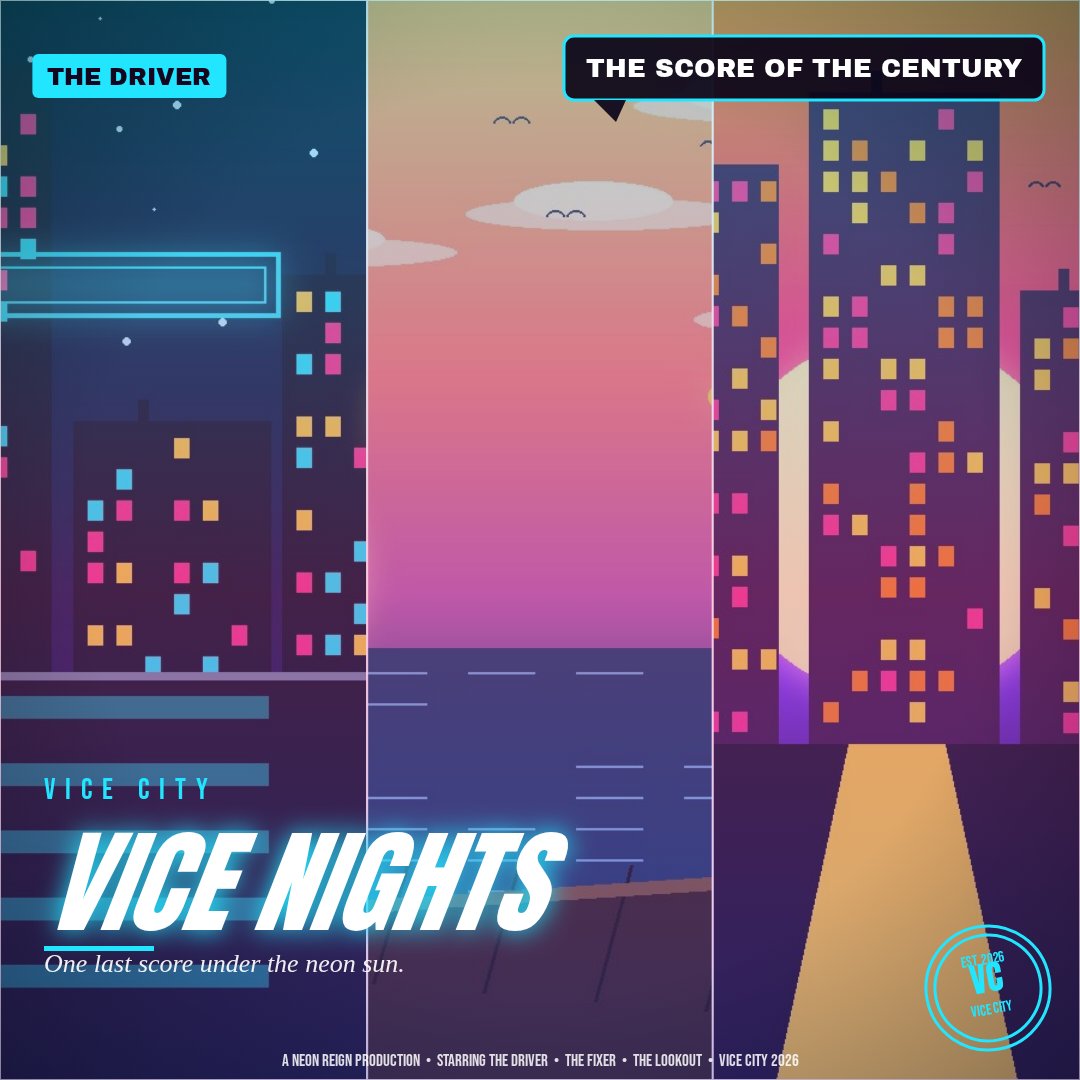 THE DRIVER
THE SCORE OF THE CENTURY
VICE CITY
VICE NIGHTS
One last score under the neon sun.
EST. 2026
VC
VICE CITY
A NEON REIGN PRODUCTION • STARRING THE DRIVER • THE FIXER • THE LOOKOUT • VICE CITY 2026